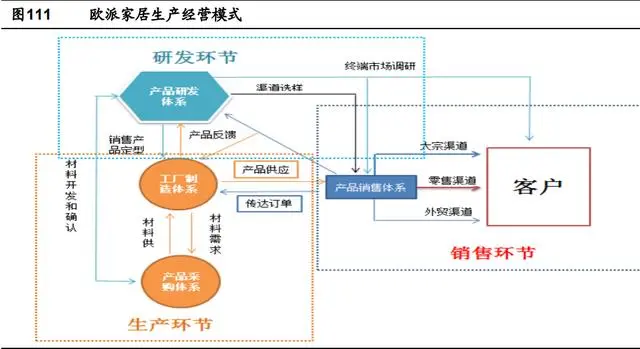 图111 欧派家居生产经营模式
研发环节
终端市场调研
产品研发
体系
渠道选样
销售产
品定型
产品反馈
大宗渠道
工厂制
造体系
产品供应
产品销售体系
零售渠道
客户
传达订单
材料开发和确认
材料供
材料需求
外贸渠道
销售环节
产品采
购体系
生产环节